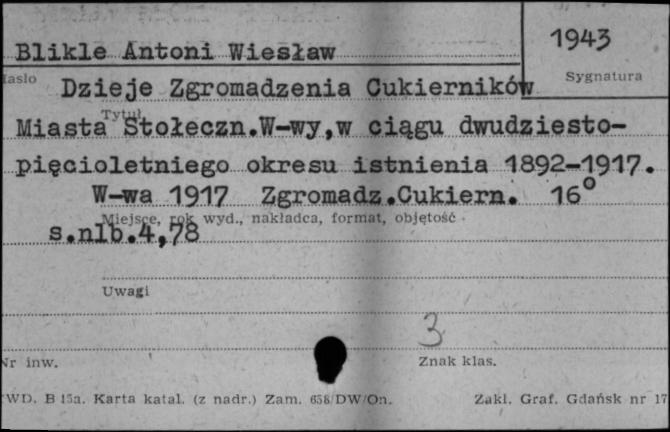 Blikle Antoni Wiesław
1943
Hasło
Sygnatura
Dzieje Zgromadzenia Cukierników
Tytuł
Miasta Stołeczn.W-wy,w ciągu dwudziesto-
pięcioletniego okresu istnienia 1892-1917.
W-wa 1917 Zgromadz.Cukiern. 16°
Miejsce, rok wyd., nakładca, format, objętość
s.nlb.4,78
Uwagi
3
Nr inw.
Znak klas.
WD. B 15a. Karta katal. (z nadr.) Zam. 658/DW/On.
Zakł. Graf. Gdańsk nr 17